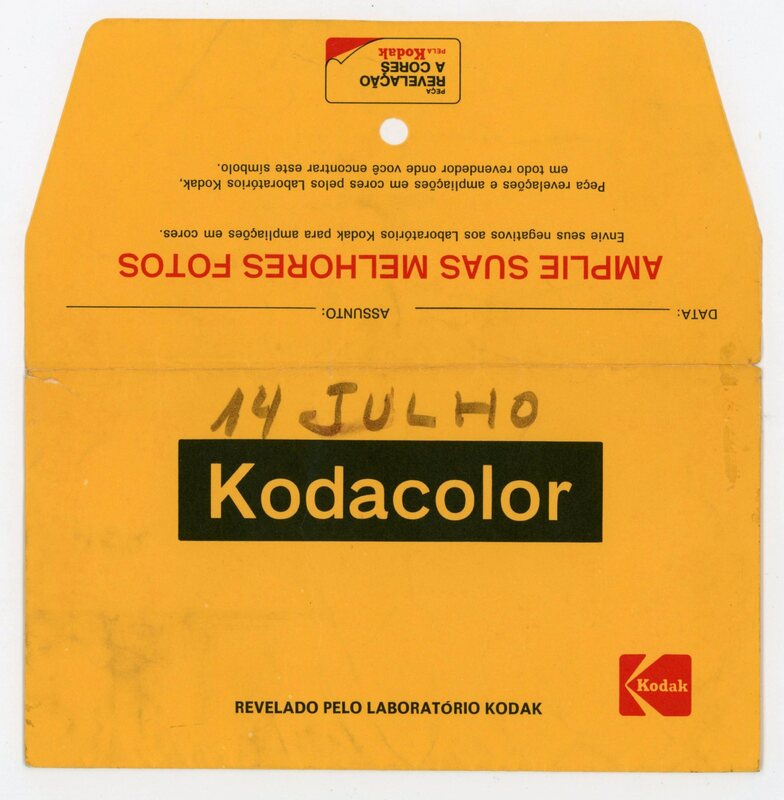 PEÇA
REVELAÇÃO
A CORES
PELA Kodak
Peça revelações e ampliações em cores pelos Laboratórios Kodak,
em todo revendedor onde você encontrar este símbolo.
Envie seus negativos aos Laboratórios Kodak para ampliações em cores.
AMPLIE SUAS MELHORES FOTOS
DATA: ASSUNTO:
14 JULHO
Kodacolor
Kodak
REVELADO PELO LABORATÓRIO KODAK